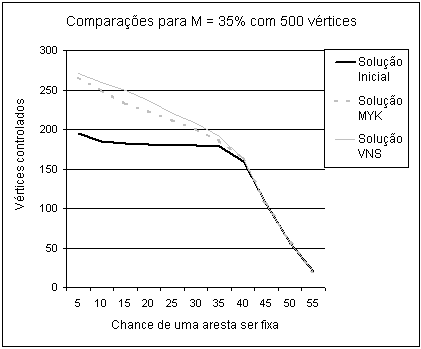 Comparações para M = 35% com 500 vértices
300
250
200
150
100
50
0
Vértices controlados
5 10 15 20 25 30 35 40 45 50 55
Chance de uma aresta ser fixa
Solução
Inicial
Solução
MYK
Solução
VNS